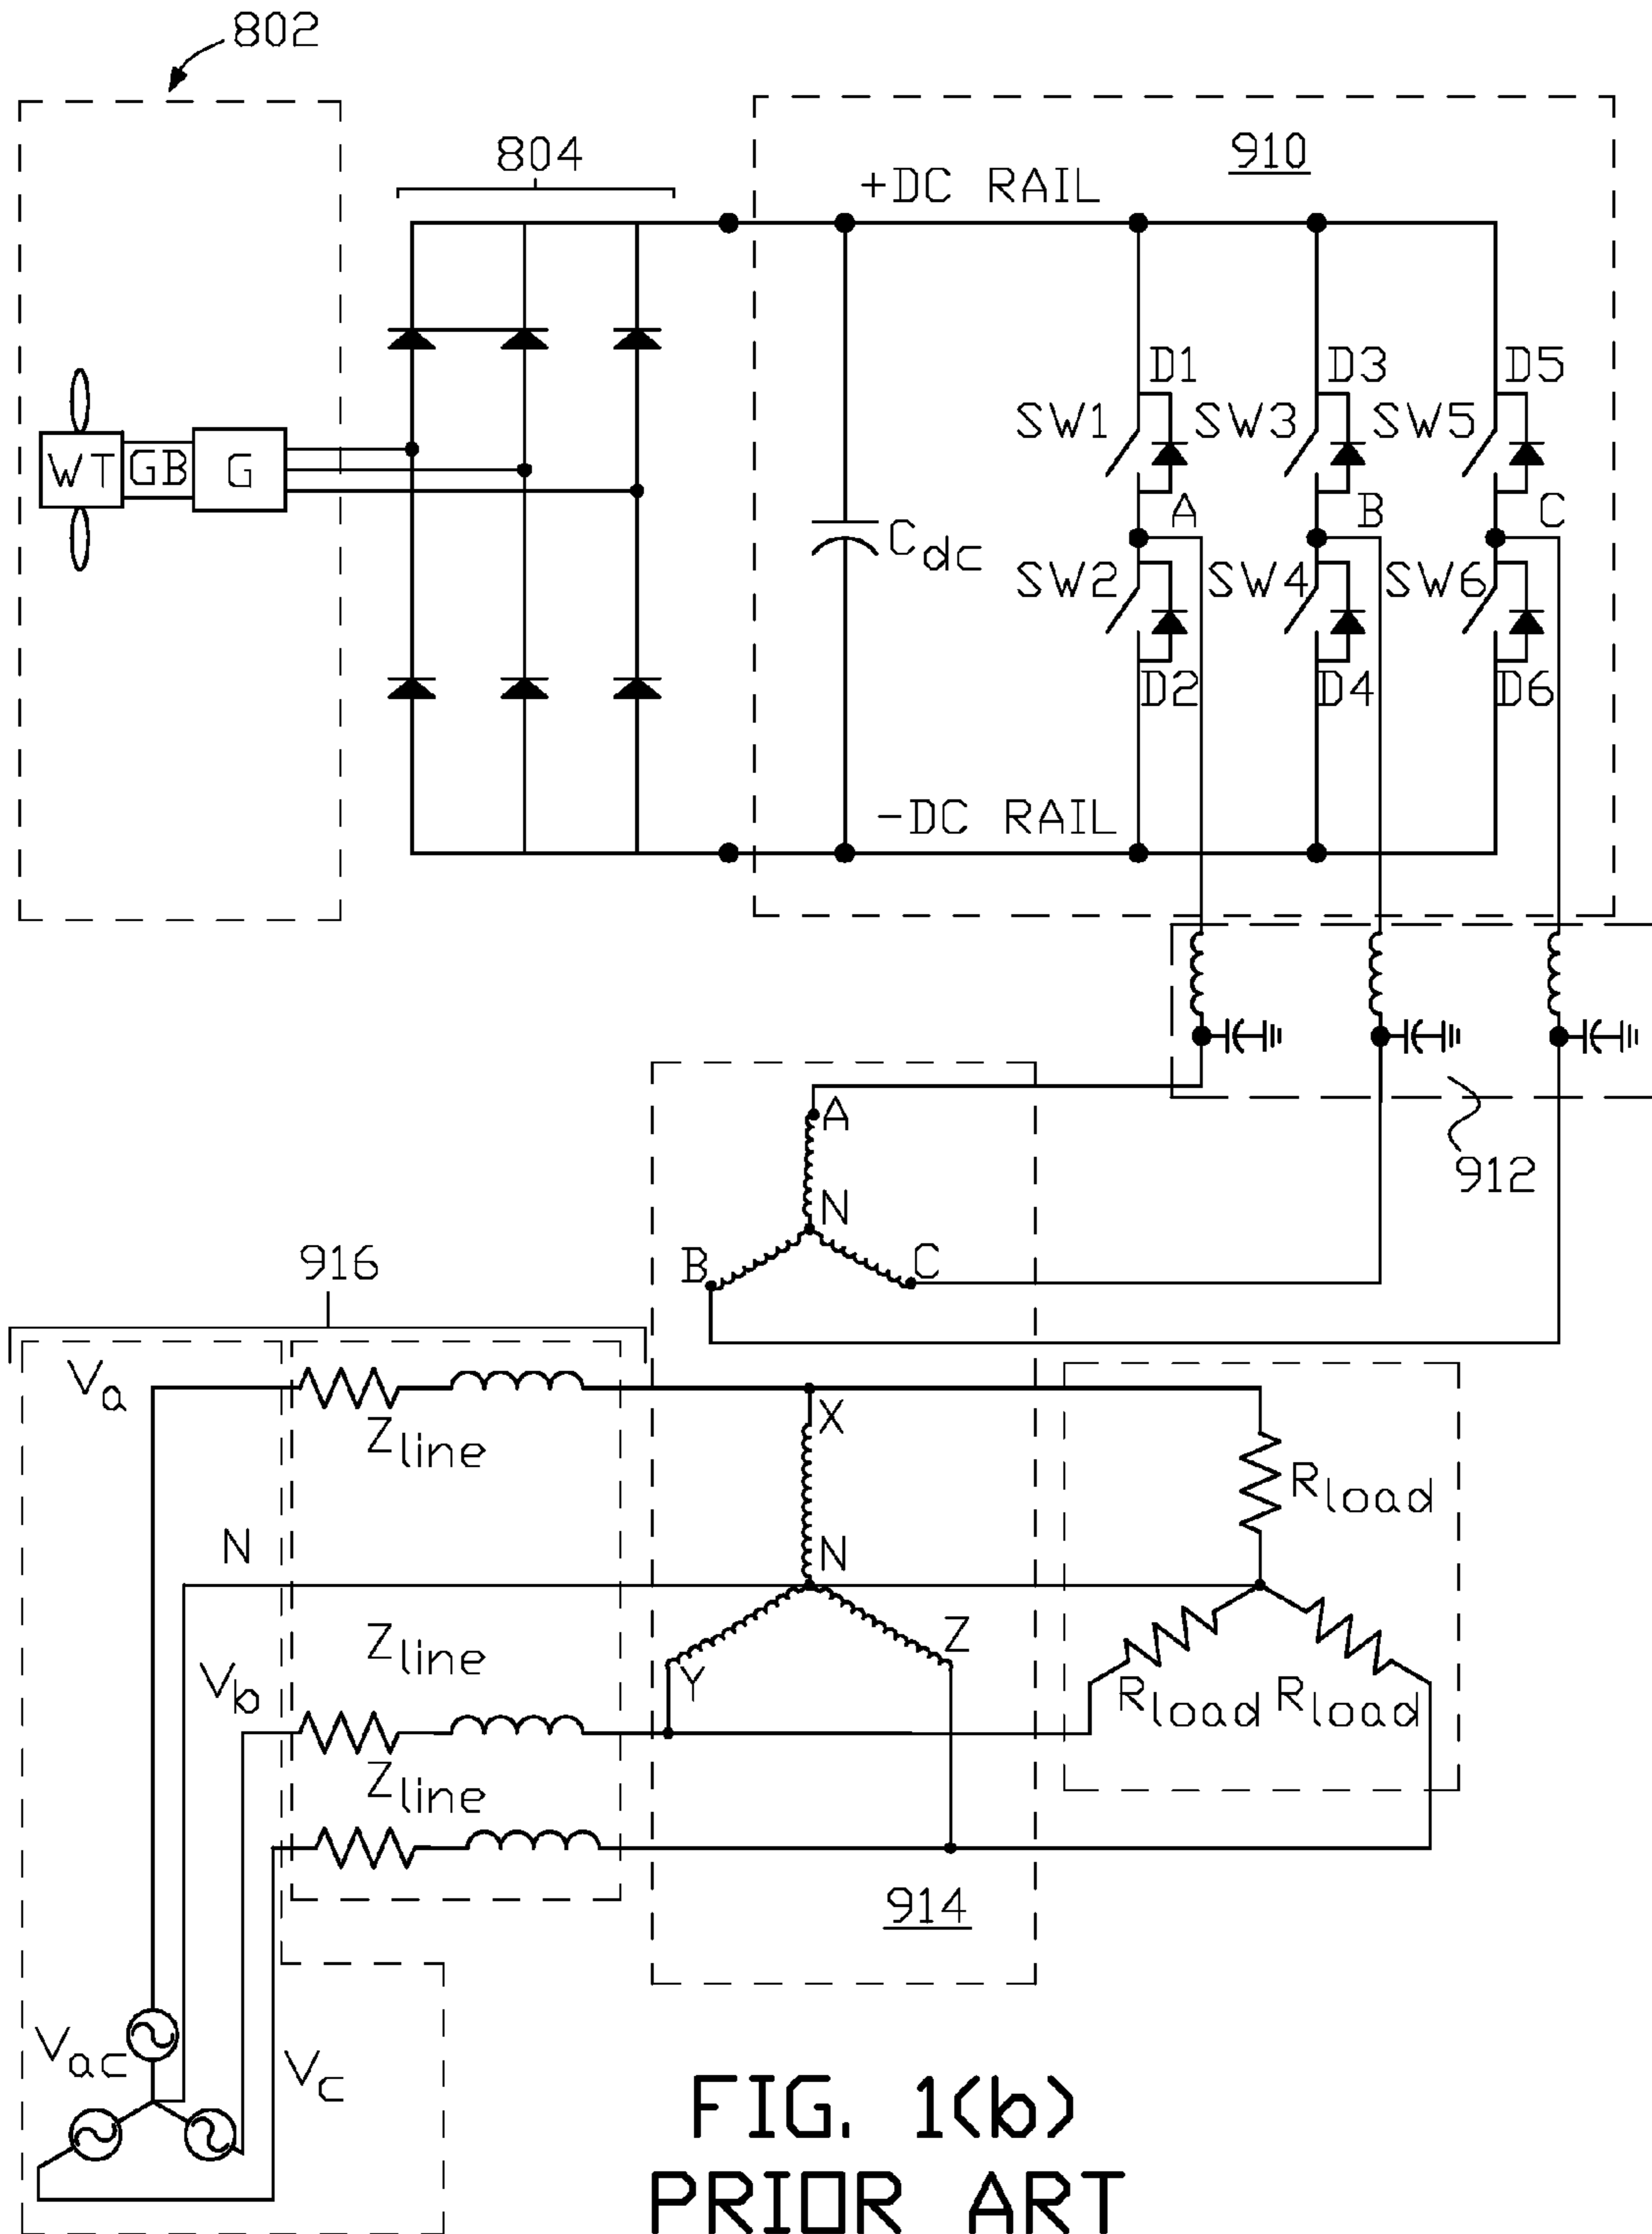 802
804
910
+DC RAIL
D1
D3
D5
SW1
SW3
SW5
WT
GB
G
A
B
C
Cdc
SW2
SW4
SW6
D2
D4
D6
-DC RAIL
A
N
912
B
C
916
Va
X
Zline
Rload
N
N
Zline
Z
Vb
Y
Rload
Rload
Zline
914
Vac
Vc
FIG. 1(b)
PRIOR ART